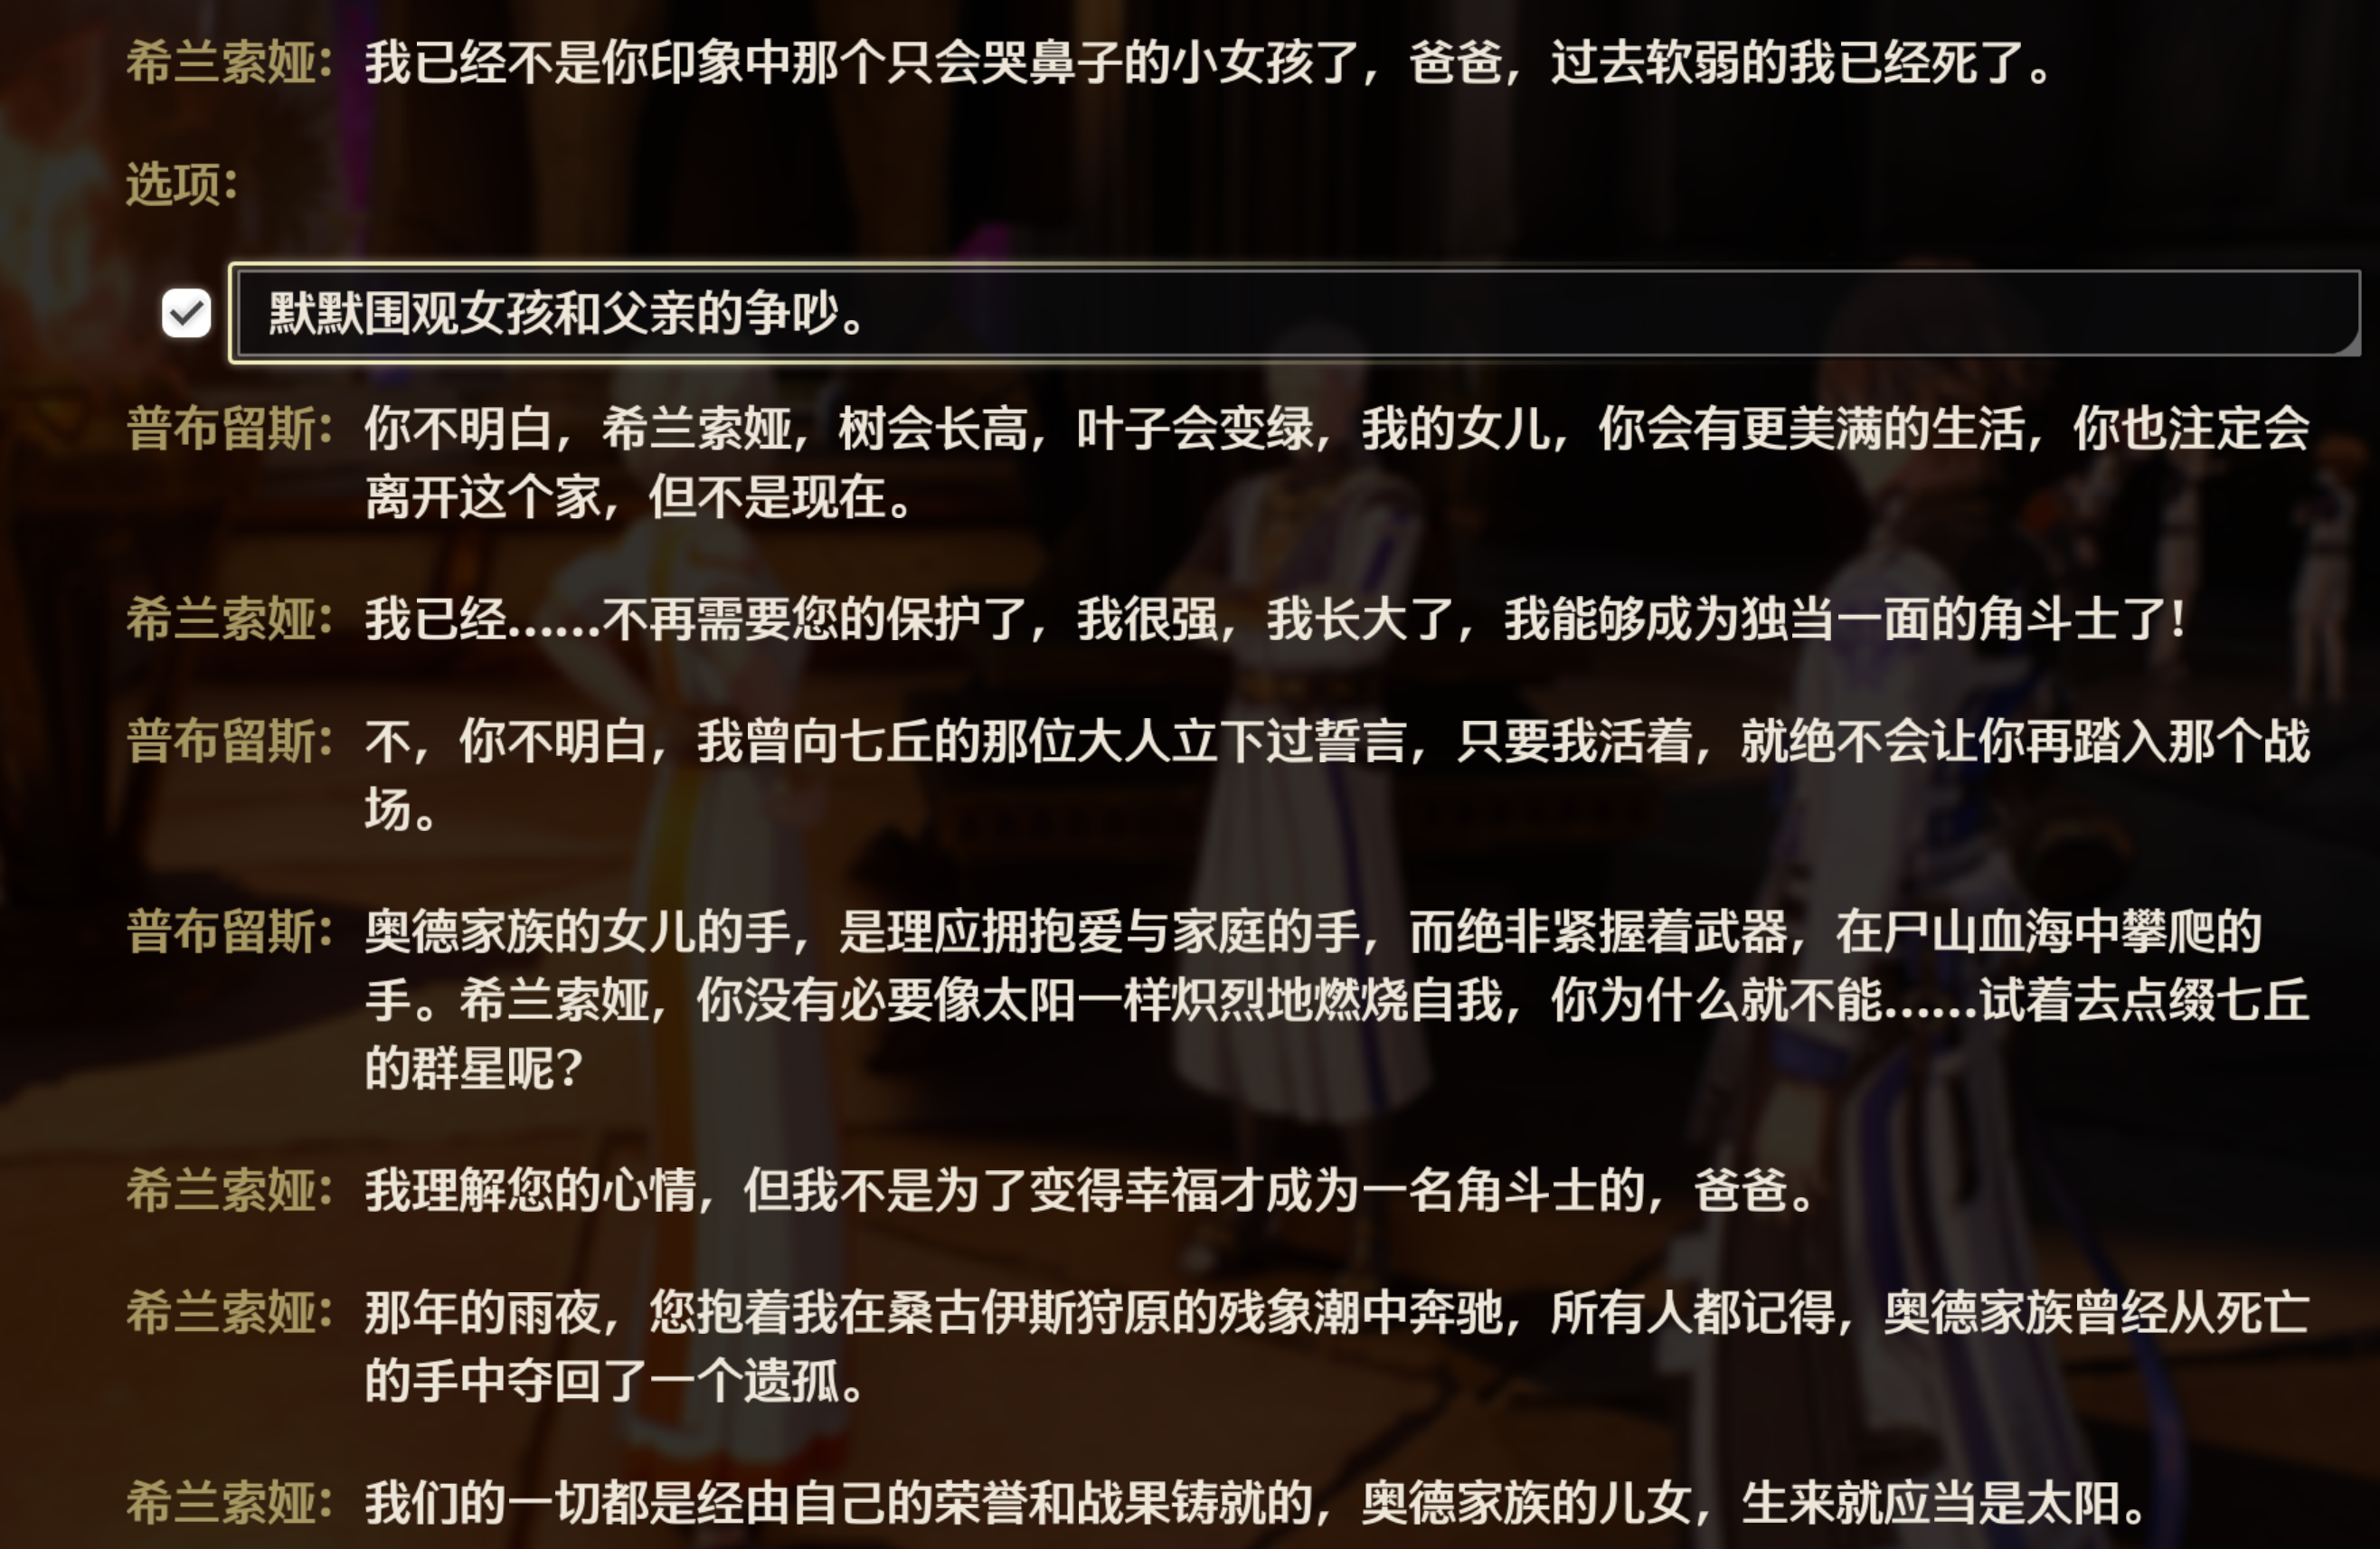 希兰索娅：我已经不是你印象中那个只会哭鼻子的小女孩了，爸爸，过去软弱的我已经死了。
选项：
默默围观女孩和父亲的争吵。
普布留斯：你不明白，希兰索娅，树会长高，叶子会变绿，我的女儿，你会有更美满的生活，你也注定会
离开这个家，但不是现在。
希兰索娅：我已经……不再需要您的保护了，我很强，我长大了，我能够成为独当一面的角斗士了！
普布留斯：不，你不明白，我曾向七丘的那位大人立下过誓言，只要我活着，就绝不会让你再踏入那个战
场。
普布留斯：奥德家族的女儿的手，是理应拥抱爱与家庭的手，而绝非紧握着武器，在尸山血海中攀爬的
手。希兰索娅，你没有必要像太阳一样炽烈地燃烧自我，你为什么就不能……试着去点缀七丘
的群星呢？
希兰索娅：我理解您的心情，但我不是为了变得幸福才成为一名角斗士的，爸爸。
希兰索娅：那年的雨夜，您抱着我在桑古伊斯狩原的残象潮中奔驰，所有人都记得，奥德家族曾经从死亡
的手中夺回了一个遗孤。
希兰索娅：我们的一切都是经由自己的荣誉和战果铸就的，奥德家族的儿女，生来就应当是太阳。